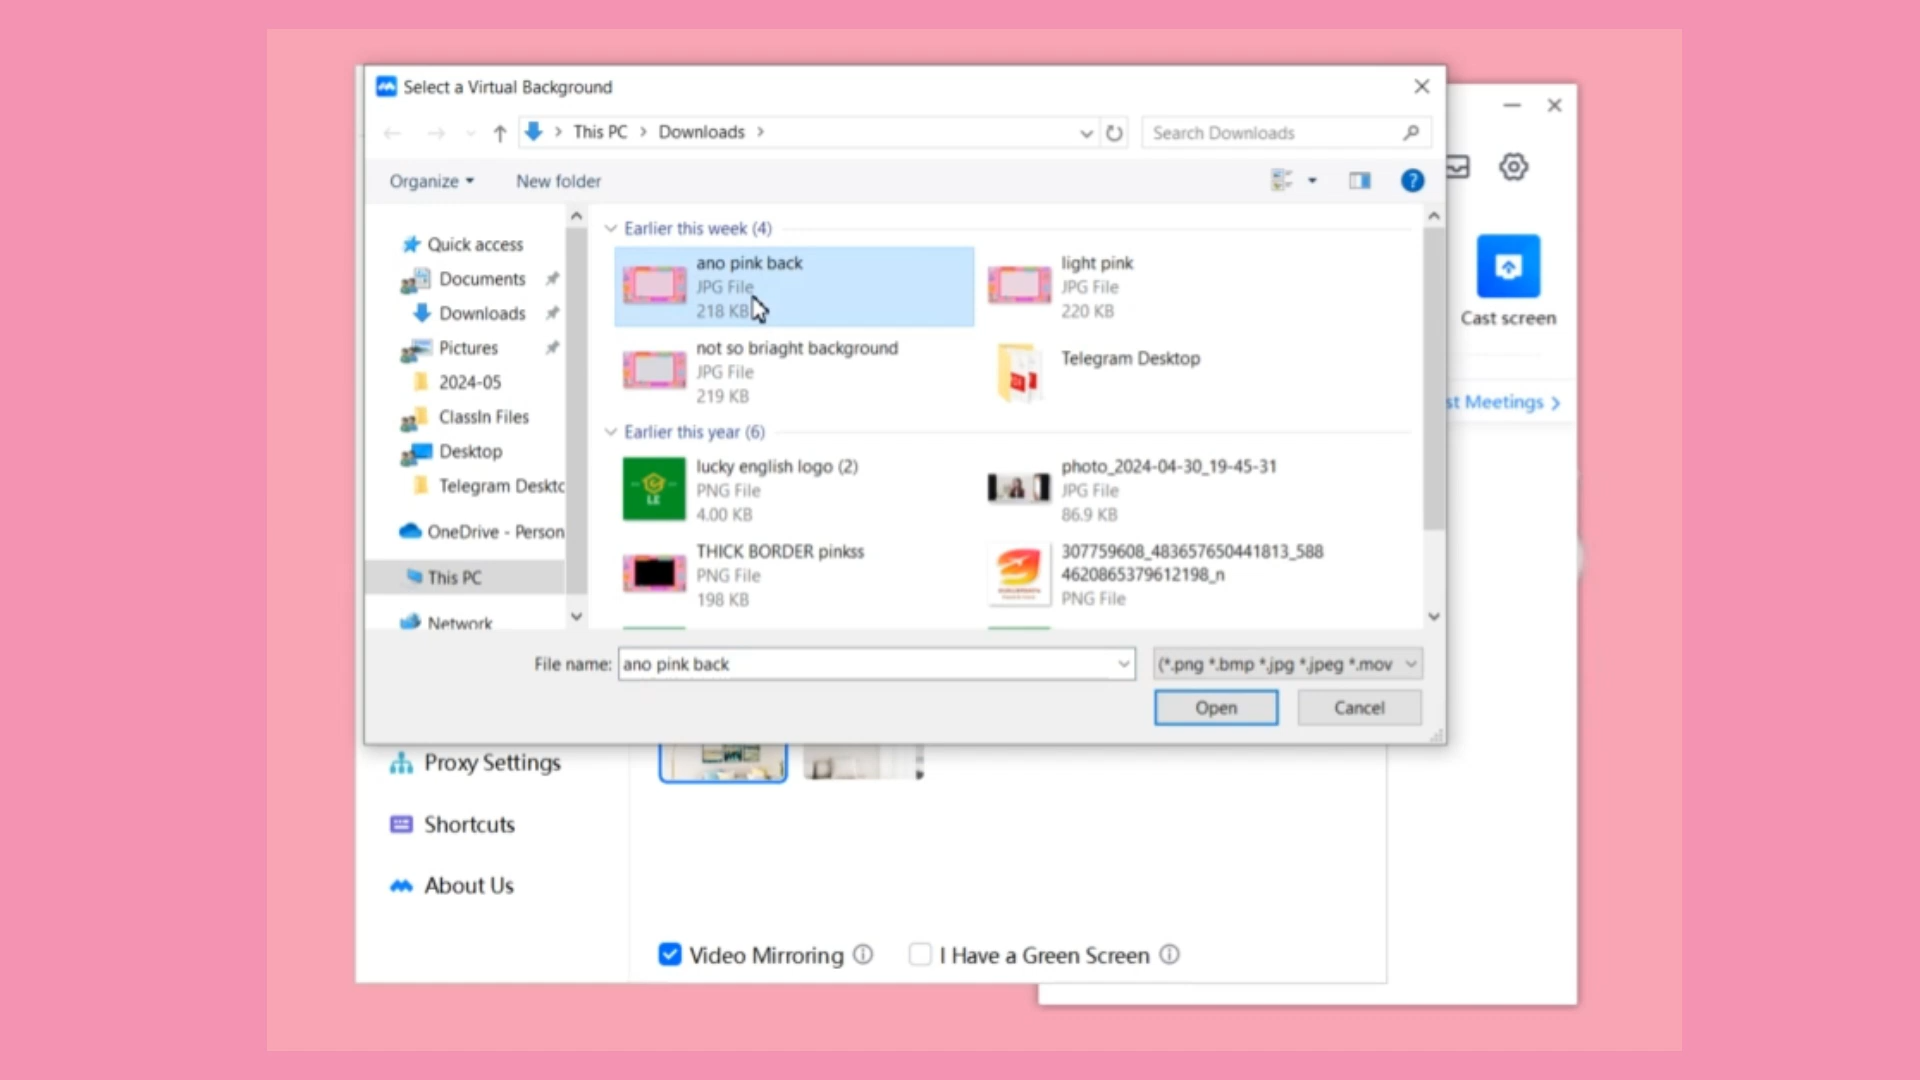 Select a Virtual Background
This PC
Downloads
Search Downloads
Organize
New folder
Quick access
Documents
Downloads
Pictures
2024-05
ClassIn Files
Desktop
Telegram Deskto
OneDrive - Person
This PC
Network
Earlier this week (4)
ano pink back
JPG File
218 KB
light pink
JPG File
220 KB
not so briaght background
JPG File
219 KB
Telegram Desktop
Earlier this year (6)
lucky english logo (2)
PNG File
4.00 KB
photo_2024-04-30_19-45-31
JPG File
86.9 KB
THICK BORDER pinkss
PNG File
198 KB
307759608_483657650441813_588
4620865379612198_n
PNG File
File name:
ano pink back
(*.png *.bmp *.jpg *.jpeg *.mov
Open
Cancel
Cast screen
st Meetings
Proxy Settings
Shortcuts
About Us
Video Mirroring
I Have a Green Screen
LE